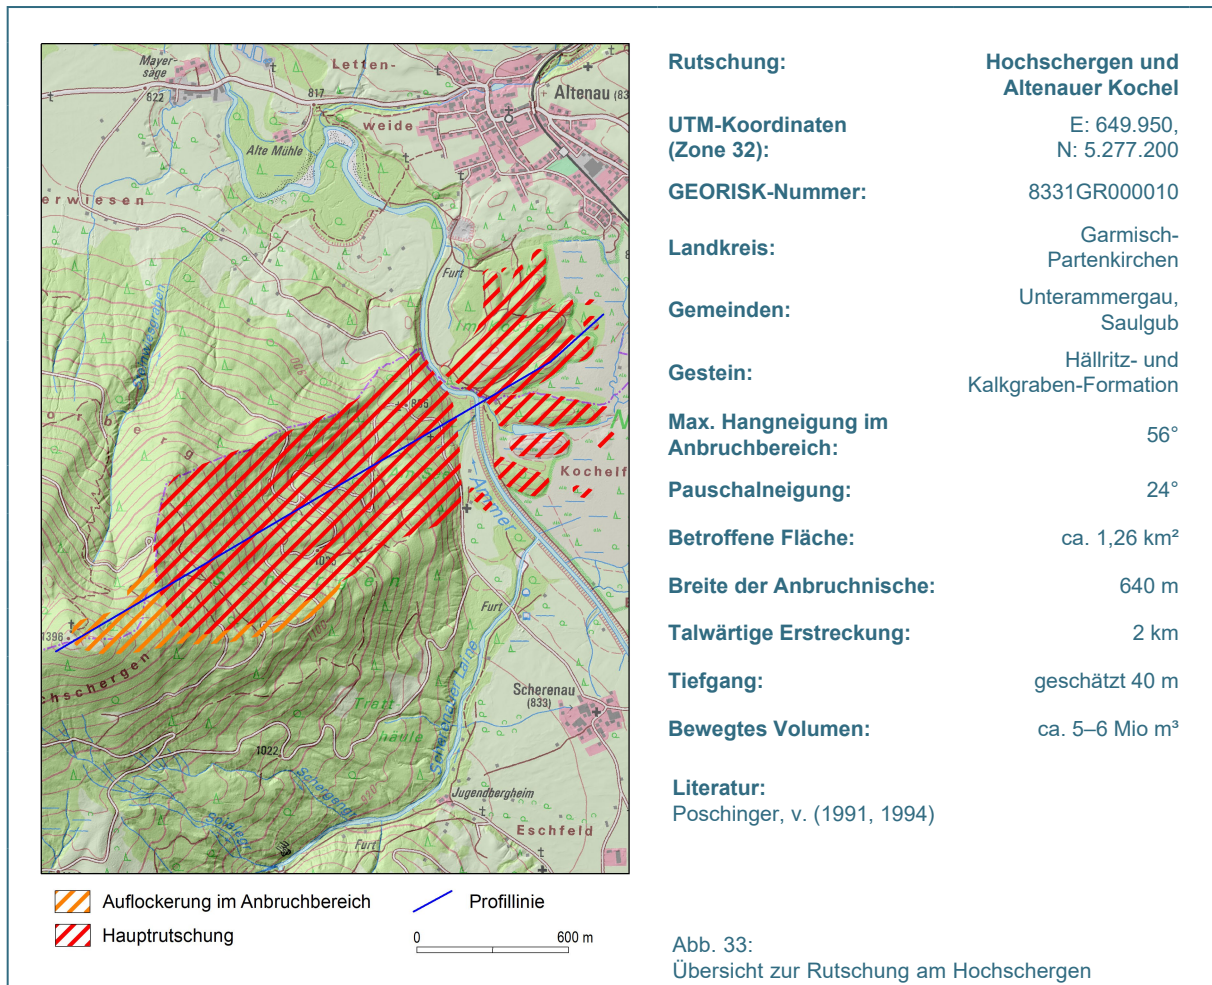 Mayer-
säge
822
Letten-
817
Altenau (83
weide
Alte Mühle
erwiesen
Furt
Kochelf
Ammer
1398
hschergen
Furt
Scherenau
(833)
1022
Jugendbergheim
Eschfeld
Furt
Auflockerung im Anbruchbereich
Profillinie
Hauptrutschung
0 600 m
Rutschung: Hochschergen und
Altenauer Kochel
UTM-Koordinaten E: 649.950,
(Zone 32): N: 5.277.200
GEORISK-Nummer: 8331GR000010
Landkreis: Garmisch-
Partenkirchen
Gemeinden: Unterammergau,
Saulgub
Gestein: Hällritz- und
Kalkgraben-Formation
Max. Hangneigung im
Anbruchbereich: 56°
Pauschalneigung: 24°
Betroffene Fläche: ca. 1,26 km²
Breite der Anbruchnische: 640 m
Talwärtige Erstreckung: 2 km
Tiefgang: geschätzt 40 m
Bewegtes Volumen: ca. 5–6 Mio m³
Literatur:
Poschinger, v. (1991, 1994)
Abb. 33:
Übersicht zur Rutschung am Hochschergen